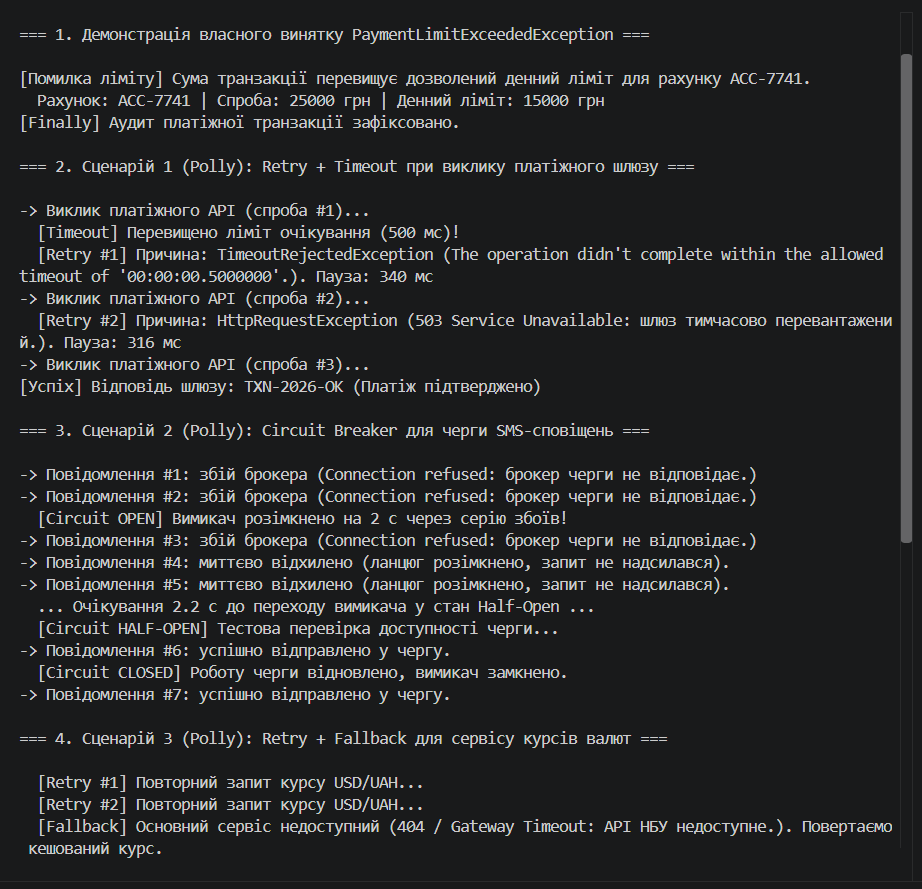 === 1. Демонстрація власного винятку PaymentLimitExceededException ===
[Помилка ліміту] Сума транзакції перевищує дозволений денний ліміт для рахунку ACC-7741.
Рахунок: ACC-7741 | Спроба: 25000 грн | Денний ліміт: 15000 грн
[Finally] Аудит платіжної транзакції зафіксовано.
=== 2. Сценарій 1 (Polly): Retry + Timeout при виклику платіжного шлюзу ===
-> Виклик платіжного API (спроба #1)...
[Timeout] Перевищено ліміт очікування (500 мс)!
[Retry #1] Причина: TimeoutRejectedException (The operation didn't complete within the allowed
timeout of '00:00:00.5000000'.). Пауза: 340 мс
-> Виклик платіжного API (спроба #2)...
[Retry #2] Причина: HttpRequestException (503 Service Unavailable: шлюз тимчасово перевантажени
й.). Пауза: 316 мс
-> Виклик платіжного API (спроба #3)...
[Успіх] Відповідь шлюзу: TXN-2026-OK (Платіж підтверджено)
=== 3. Сценарій 2 (Polly): Circuit Breaker для черги SMS-сповіщень ===
-> Повідомлення #1: збій брокера (Connection refused: брокер черги не відповідає.)
-> Повідомлення #2: збій брокера (Connection refused: брокер черги не відповідає.)
[Circuit OPEN] Вимикач розімкнено на 2 с через серію збоїв!
-> Повідомлення #3: збій брокера (Connection refused: брокер черги не відповідає.)
-> Повідомлення #4: миттєво відхилено (ланцюг розімкнено, запит не надсилався).
-> Повідомлення #5: миттєво відхилено (ланцюг розімкнено, запит не надсилався).
... Очікування 2.2 с до переходу вимикача у стан Half-Open ...
[Circuit HALF-OPEN] Тестова перевірка доступності черги...
-> Повідомлення #6: успішно відправлено у чергу.
[Circuit CLOSED] Роботу черги відновлено, вимикач замкнено.
-> Повідомлення #7: успішно відправлено у чергу.
=== 4. Сценарій 3 (Polly): Retry + Fallback для сервісу курсів валют ===
[Retry #1] Повторний запит курсу USD/UAH...
[Retry #2] Повторний запит курсу USD/UAH...
[Fallback] Основний сервіс недоступний (404 / Gateway Timeout: API НБУ недоступне.). Повертаємо
кешований курс.